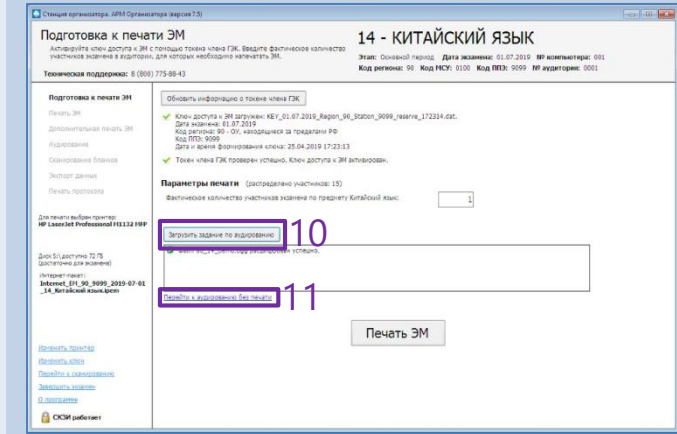 Станция организатора. АРМ Организатора (версия 7.5)
Подготовка к печати ЭМ
Активируйте ключ доступа к ЭМ с помощью токена члена ГЭК. Введите фактическое количество
участников экзамена в аудитории, для которых необходимо напечатать ЭМ.
Техническая поддержка: 8 (800) 775-88-43
14 - КИТАЙСКИЙ ЯЗЫК
Этап: Основной период Дата экзамена: 01.07.2019 № компьютера: 001
Код региона: 90 Код МСУ: 0100 Код ППЭ: 9099 № аудитории: 0001
Подготовка к печати ЭМ
Печать ЭМ
Дополнительная печать ЭМ
Аудирование
Сканирование бланков
Экспорт данных
Печать протокола
Для печати выбран принтер:
HP LaserJet Professional M1132 MFP
Диск S:\ доступно 72 ГБ
(достаточно для экзамена)
Интернет-пакет:
Internet_EM_90_9099_2019-07-01
_14_Китайский язык.ipem
Изменить принтер
Изменить ключ
Перейти к сканированию
Завершить экзамен
О программе
СКЗИ работает
Обновить информацию о токене члена ГЭК
Ключ доступа к ЭМ загружен: KEY_01.07.2019_Region_90_Station_9099_reserve_172314.dat.
Дата экзамена: 01.07.2019
Код региона: 90 - ОУ, находящиеся за пределами РФ
Код ППЭ: 9099
Дата и время формирования ключа: 25.04.2019 17:23:13
Токен члена ГЭК проверен успешно. Ключ доступа к ЭМ активирован.
Параметры печати (распределено участников: 15)
Фактическое количество участников экзамена по предмету Китайский язык: 1
Загрузить задание по аудированию
10
успешно.
Перейти к аудированию без печати
11
Печать ЭМ